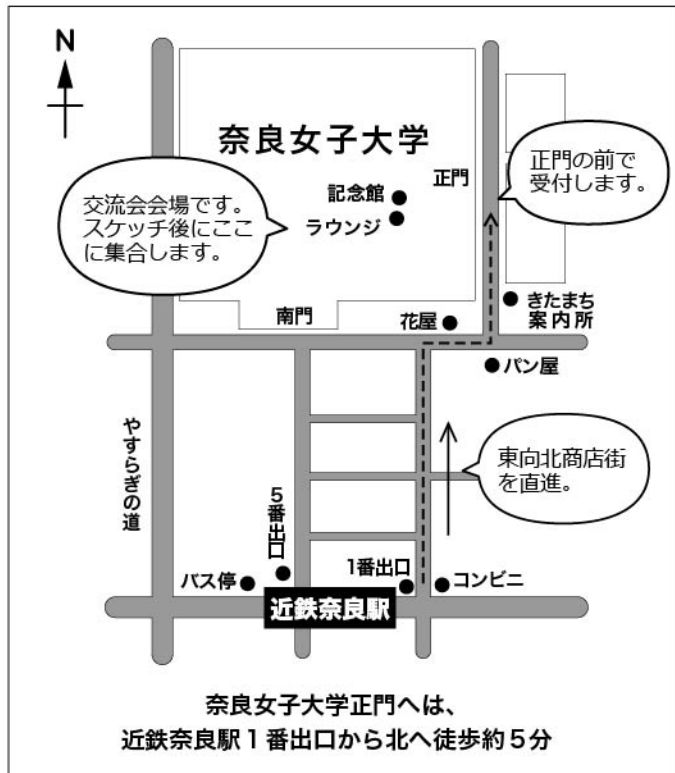 N
奈良女子大学
正門
正門の前で
受付します。
記念館
ラウンジ
交流会会場です。
スケッチ後にここ
に集合します。
南門
花屋
きたまち
案内所
パン屋
やすらぎの道
東向北商店街
を直進。
5番出口
バス停
1番出口
コンビニ
近鉄奈良駅
奈良女子大学正門へは、
近鉄奈良駅1番出口から北へ徒歩約5分